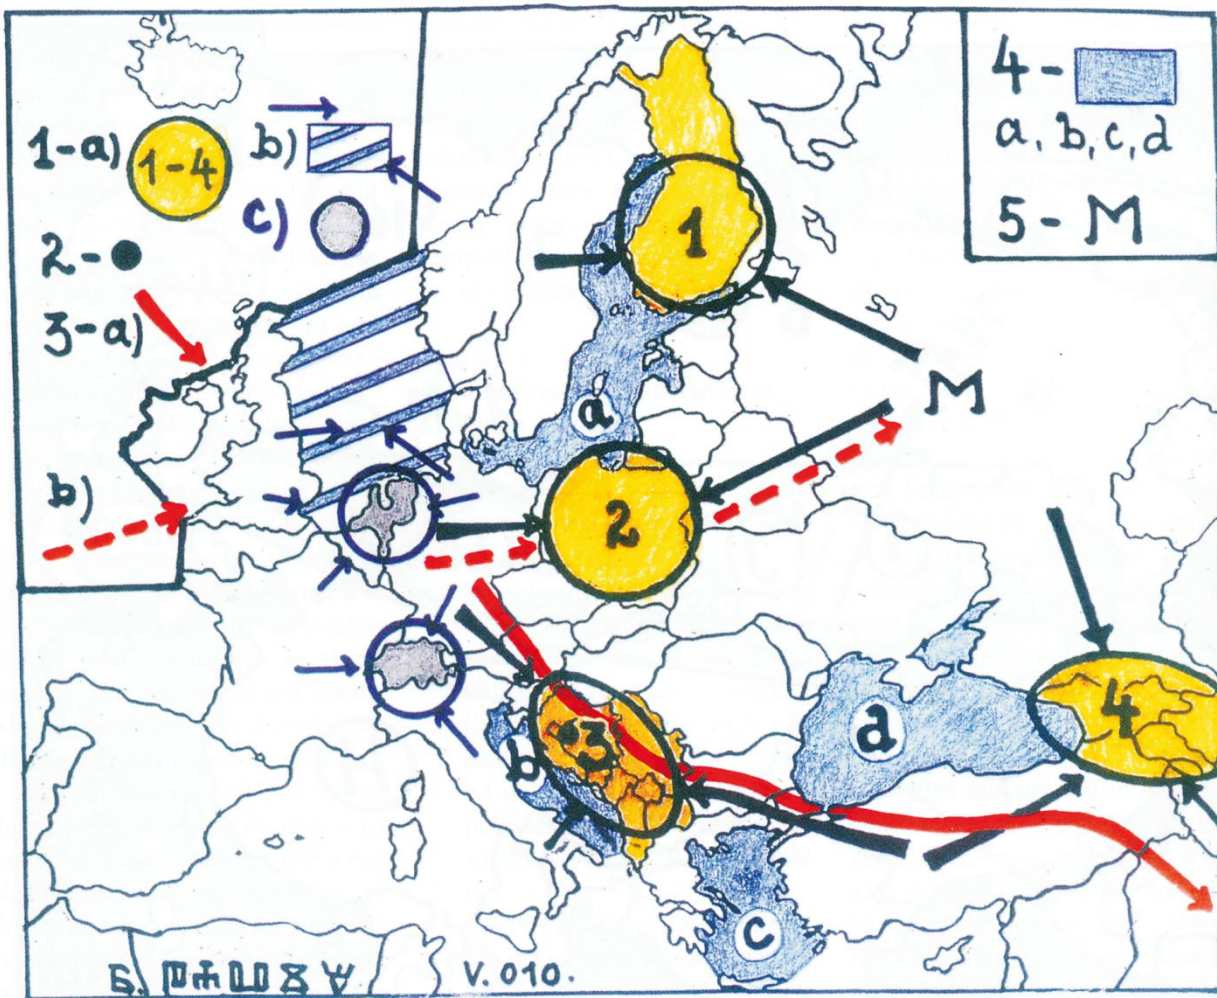 1-a) 1-4 b)
c)
2-
3-a)
b)
4-
a, b, c, d
5-M
1
M
a
2
4
d
3
b
c
V.010.